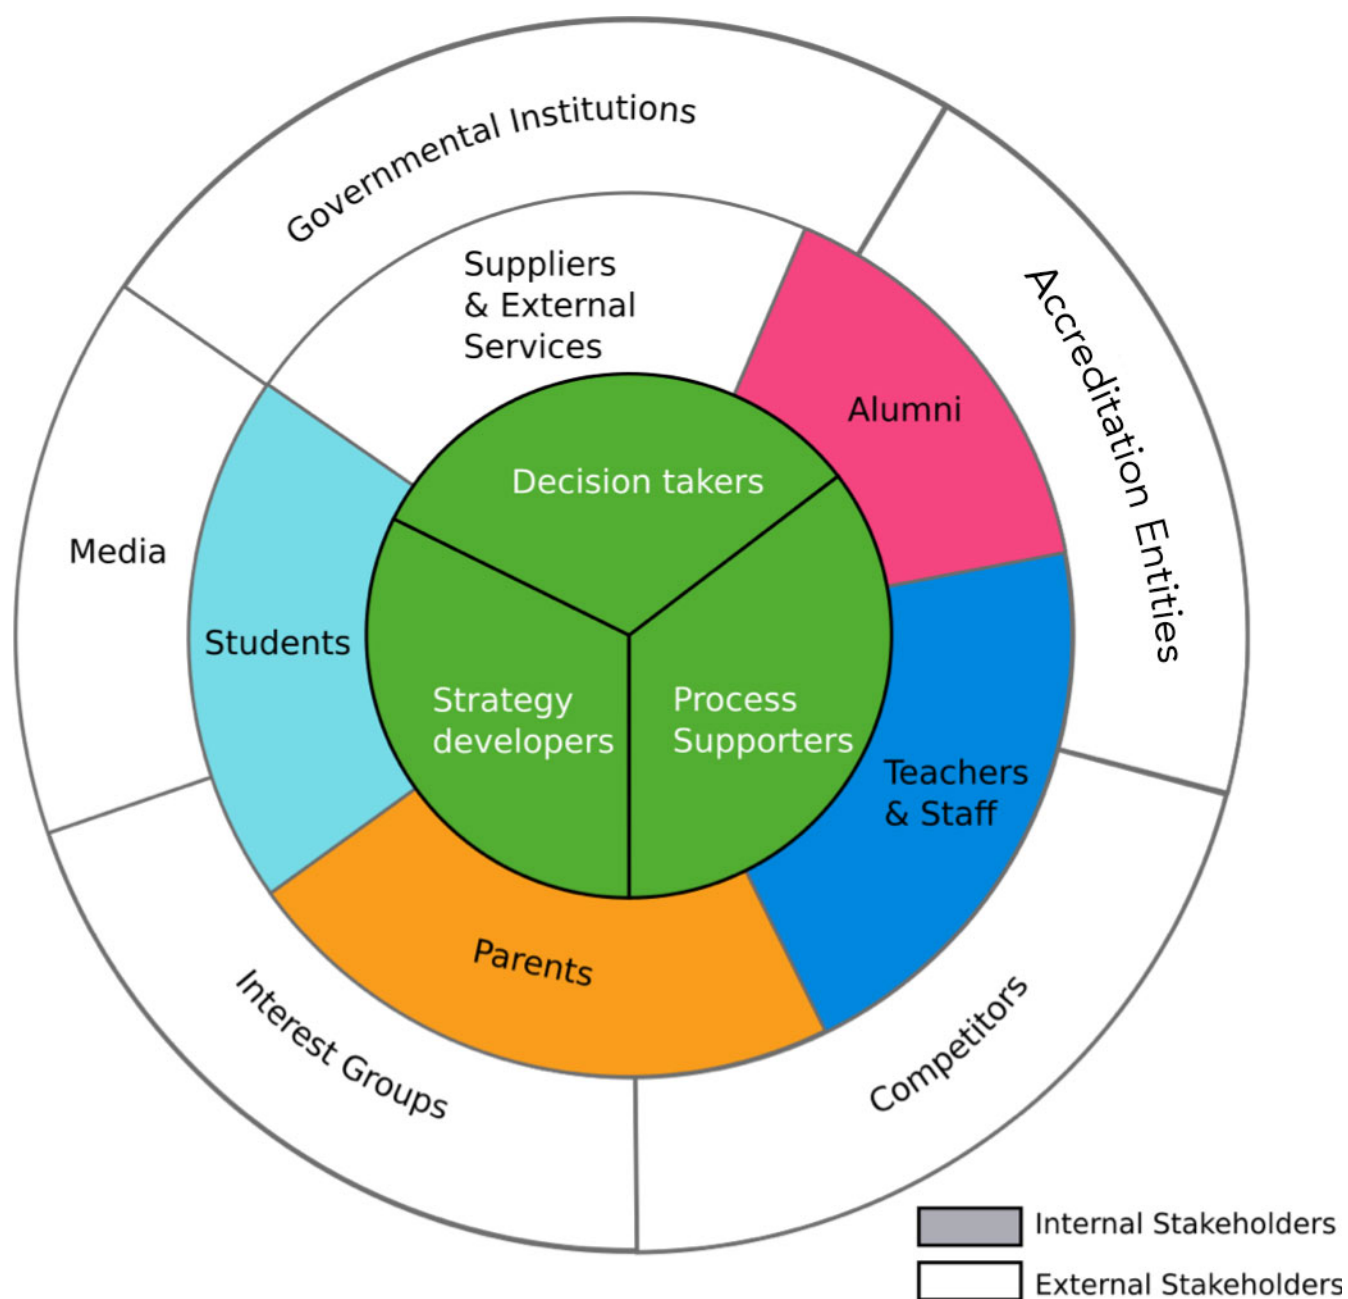 Governmental Institutions
Suppliers
& External
Services
Accreditation Entities
Alumni
Decision takers
Media
Students
Strategy
developers
Process
Supporters
Teachers
& Staff
Parents
Interest Groups
Competitors
Internal Stakeholders
External Stakeholders